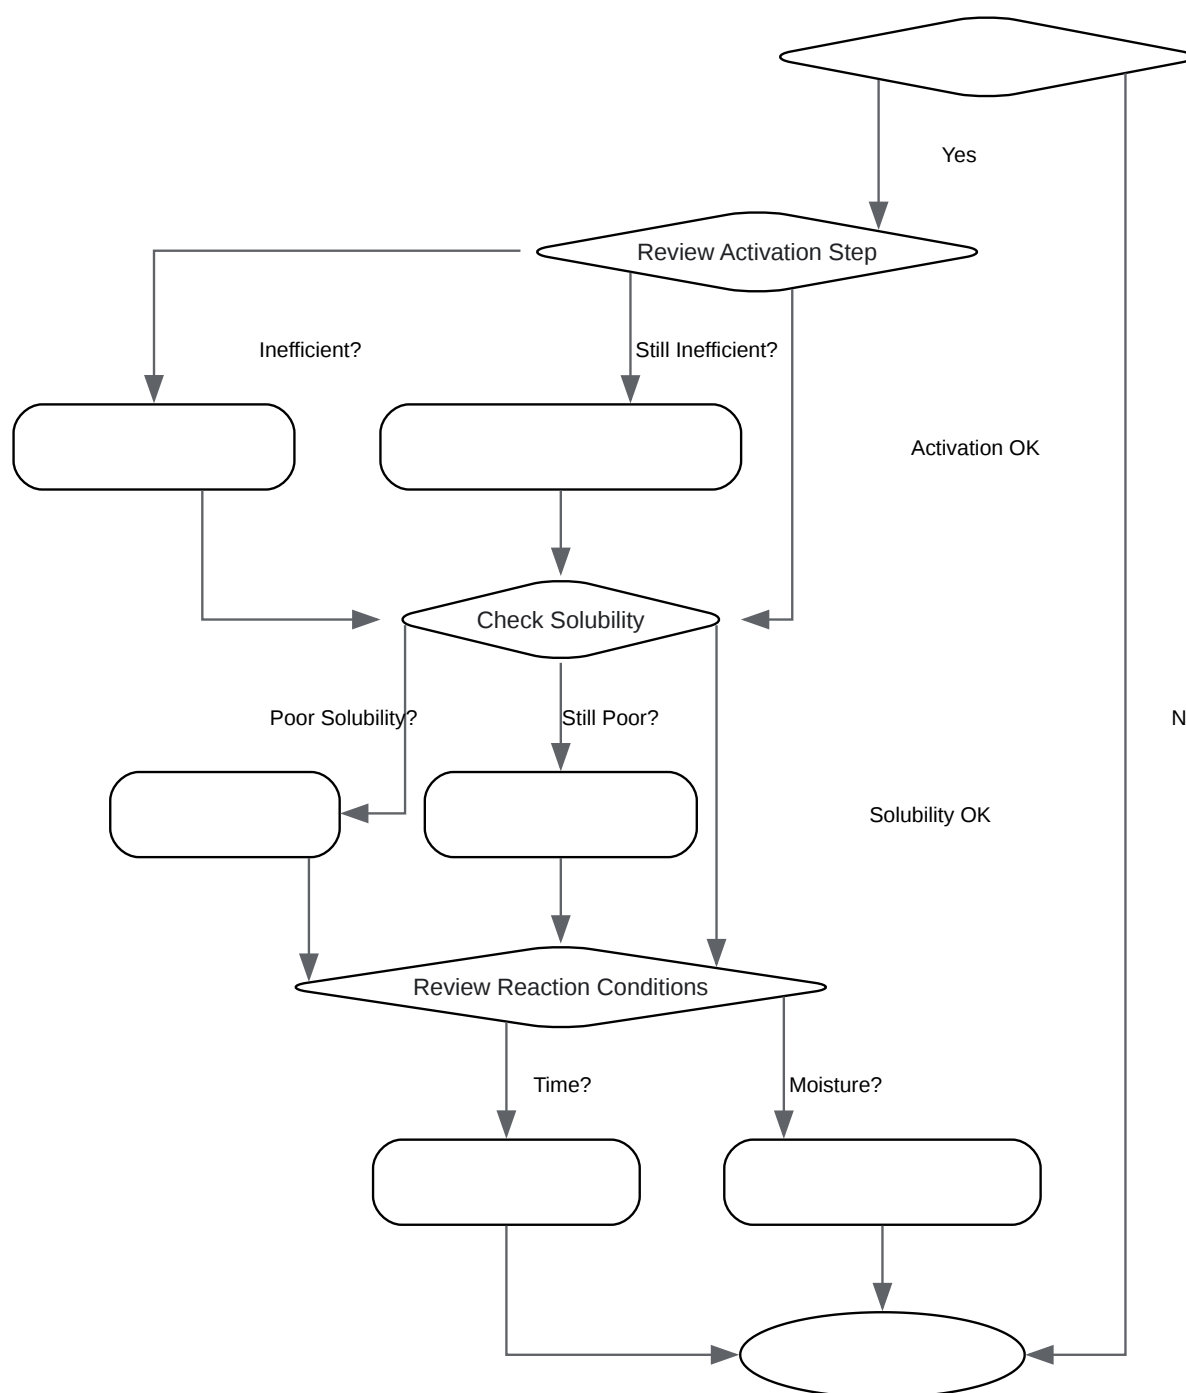 Yes
Review Activation Step
Inefficient?
Still Inefficient?
Activation OK
Check Solubility
Poor Solubility?
Still Poor?
N
Solubility OK
Review Reaction Conditions
Time?
Moisture?